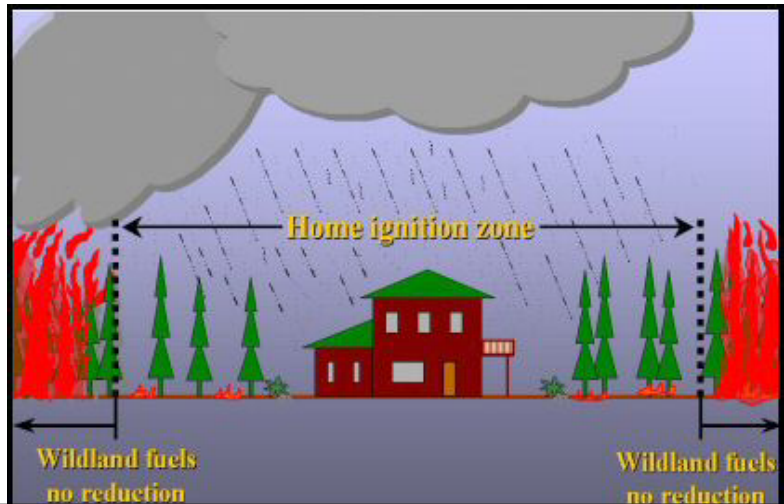 Home ignition zone
Wildland fuels
no reduction
Wildland fuels
no reduction